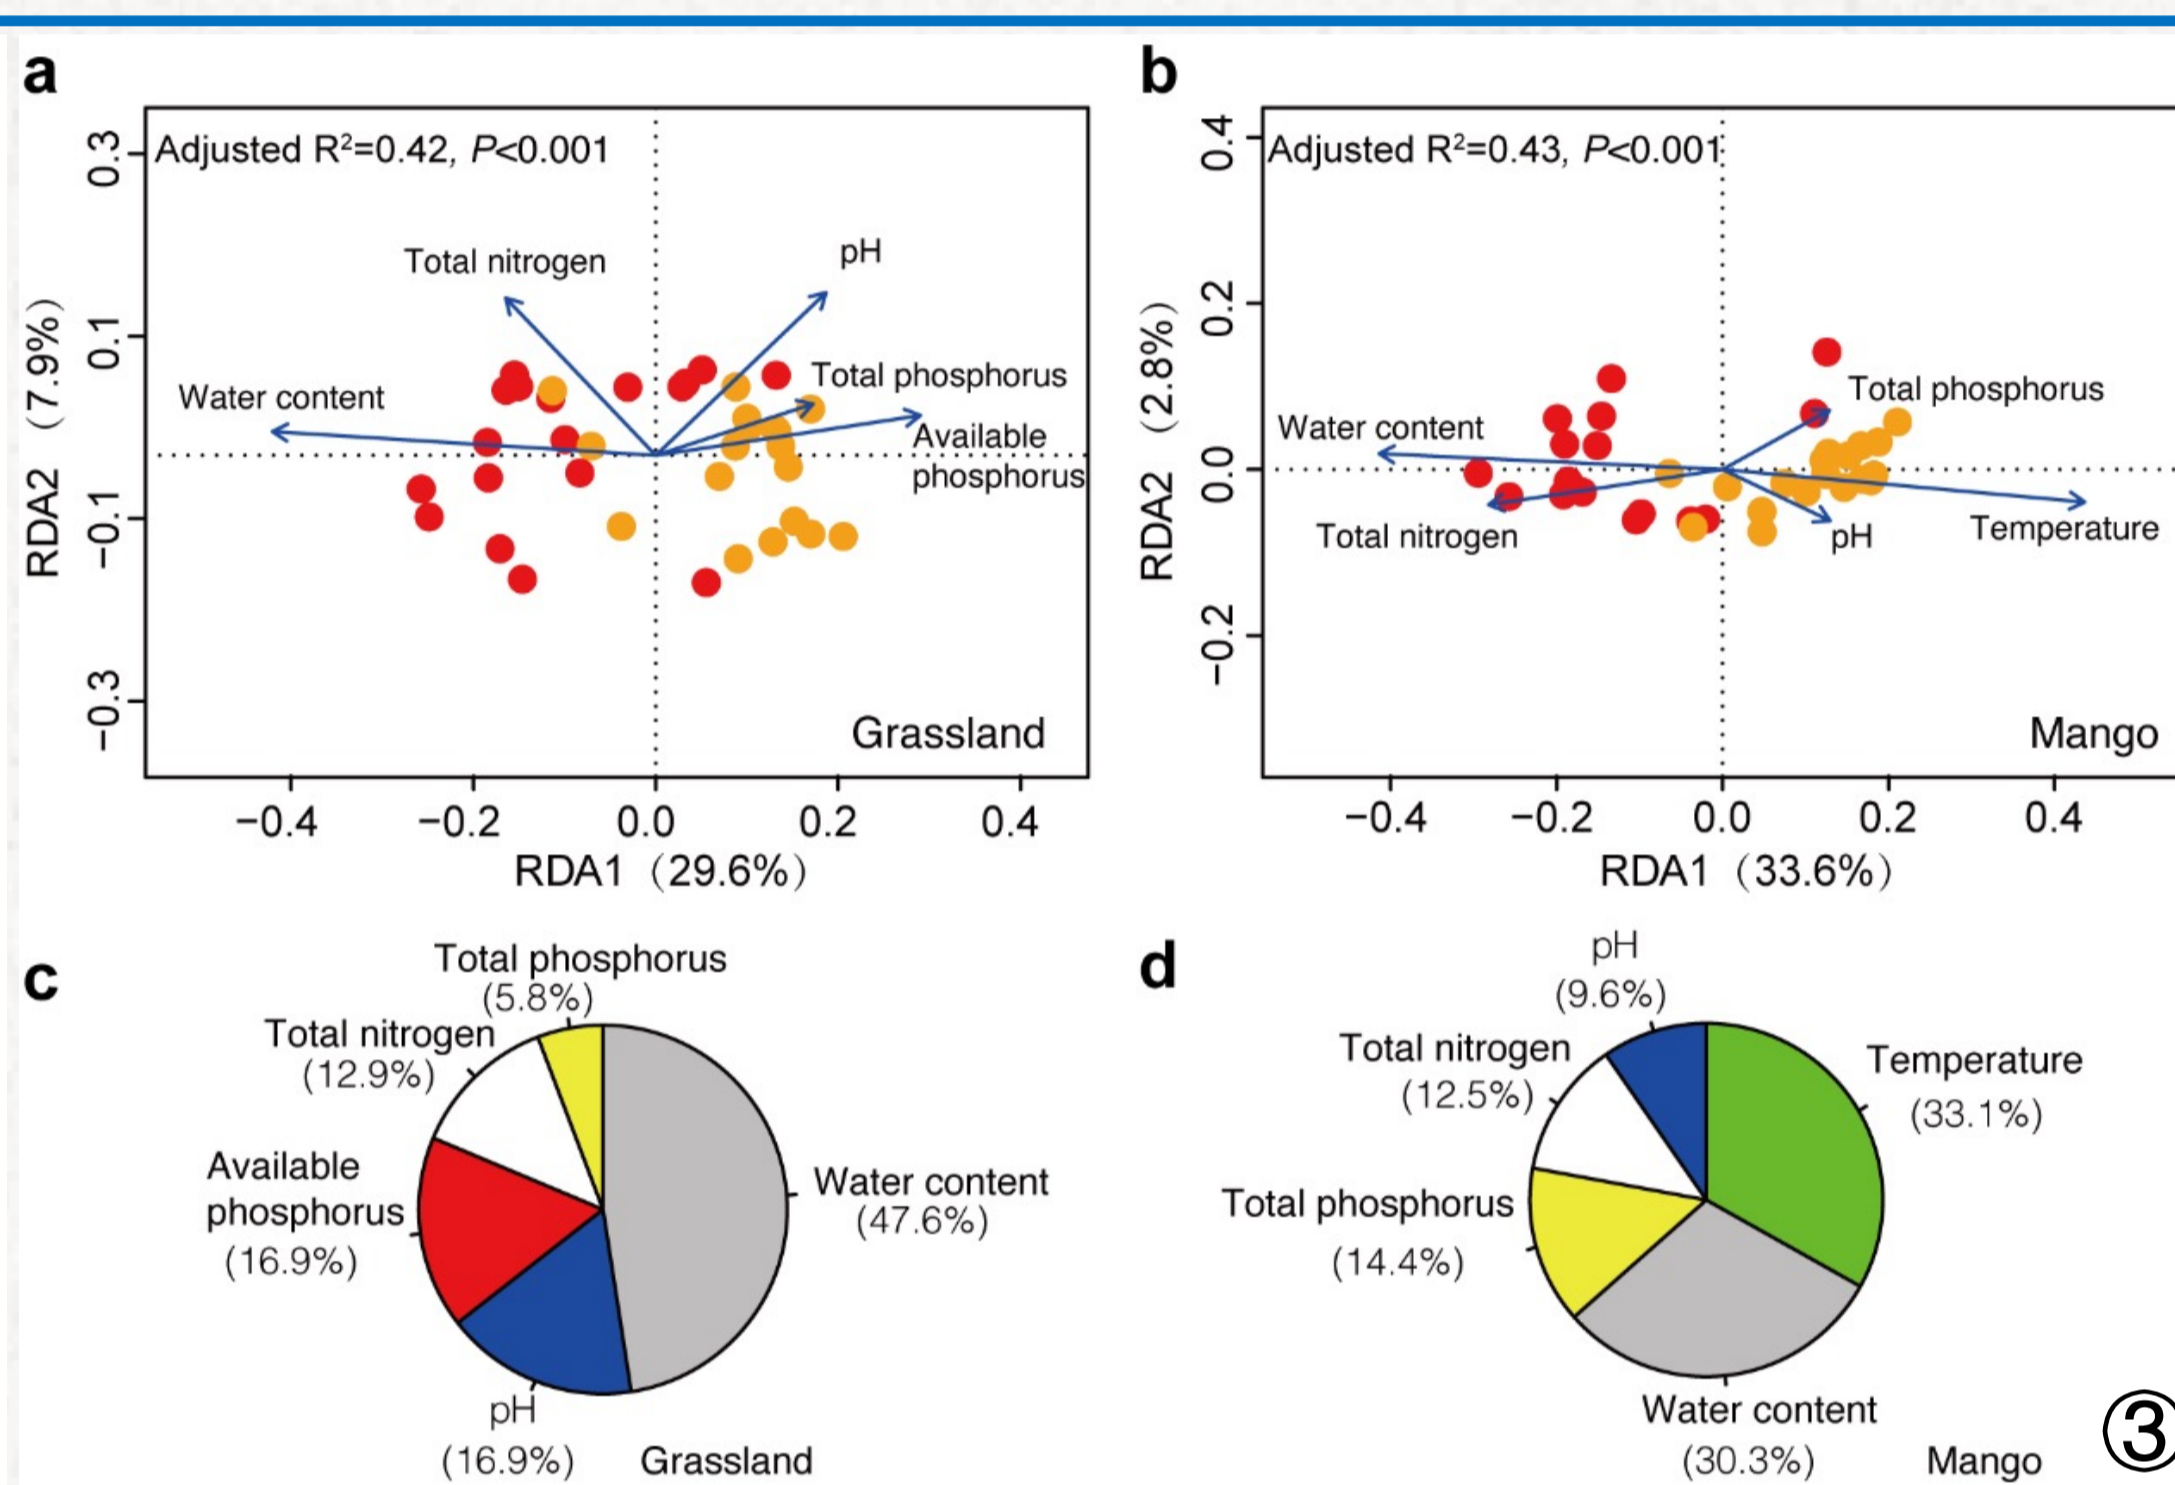 a
Adjusted R²=0.42, P<0.001
Total nitrogen
pH
Total phosphorus
Water content
Available
phosphorus
Grassland
0.3
0.1
−0.1
−0.3
RDA2 (7.9%)
−0.4 −0.2 0.0 0.2 0.4
RDA1 (29.6%)
b
Adjusted R²=0.43, P<0.001
Total phosphorus
Water content
Total nitrogen
pH
Temperature
Mango
0.4
0.2
0.0
−0.2
RDA2 (2.8%)
−0.4 −0.2 0.0 0.2 0.4
RDA1 (33.6%)
c
Total phosphorus
(5.8%)
Total nitrogen
(12.9%)
Available
phosphorus
(16.9%)
Water content
(47.6%)
pH
(16.9%)
Grassland
d
pH
(9.6%)
Total nitrogen
(12.5%)
Temperature
(33.1%)
Total phosphorus
(14.4%)
Water content
(30.3%)
Mango
③